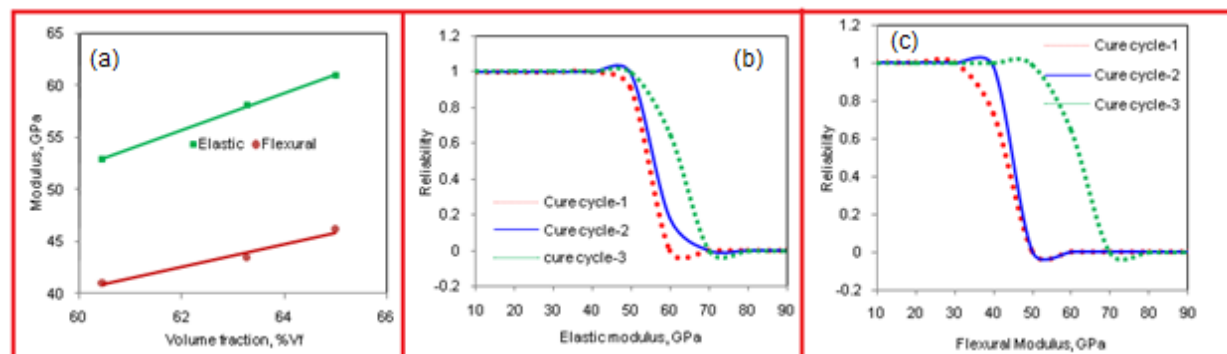 (a)
Modulus, GPa
65
60
55
50
45
40
Elastic Flexural
60 62 64 66
Volume fraction, %Vf
(b)
Reliability
1.2
1
0.8
0.6
0.4
0.2
0
-0.2
Cure cycle-1
Cure cycle-2
cure cycle-3
10 20 30 40 50 60 70 80 90
Elastic modulus, GPa
(c)
Reliability
1.2
1
0.8
0.6
0.4
0.2
0
-0.2
Cure cycle-1
Cure cycle-2
Cure cycle-3
10 20 30 40 50 60 70 80 90
Flexural Modulus, GPa